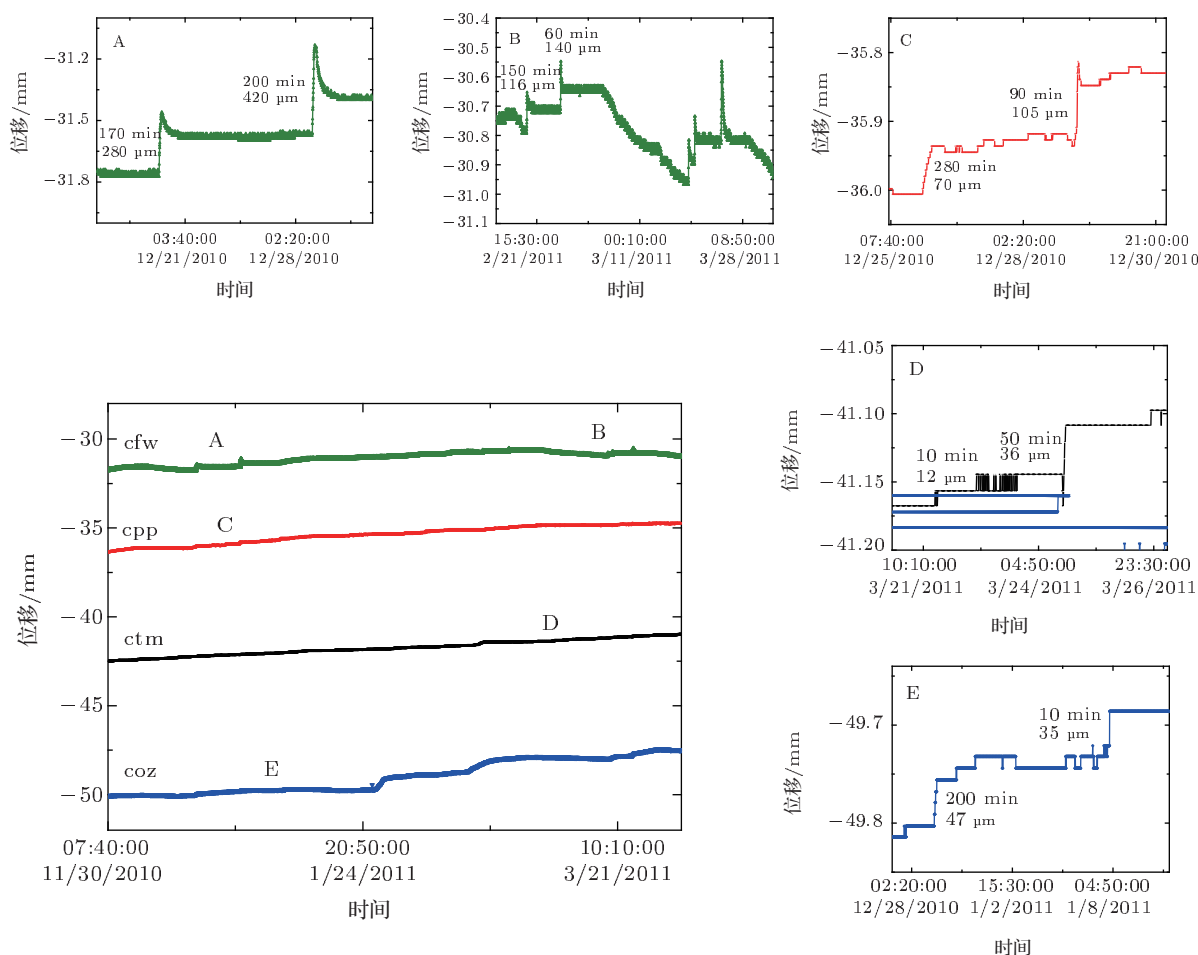 A
−31.2
−31.5
−31.8
位移/mm
200 min
420 µm
170 min
280 µm
03:40:00
02:20:00
12/21/2010
12/28/2010
时间
B
−30.4
−30.5
−30.6
−30.7
−30.8
−30.9
−31.0
−31.1
位移/mm
60 min
140 µm
150 min
116 µm
15:30:00
00:10:00
08:50:00
2/21/2011
3/11/2011
3/28/2011
时间
C
−35.8
−35.9
−36.0
位移/mm
90 min
105 µm
280 min
70 µm
07:40:00
02:20:00
21:00:00
12/25/2010
12/28/2010
12/30/2010
时间
−30
−35
−40
−45
−50
位移/mm
cfw
A
B
cpp
C
ctm
D
coz
E
07:40:00
20:50:00
10:10:00
11/30/2010
1/24/2011
3/21/2011
时间
D
−41.05
−41.10
−41.15
−41.20
位移/mm
50 min
36 µm
10 min
12 µm
10:10:00
04:50:00
23:30:00
3/21/2011
3/24/2011
3/26/2011
时间
E
−49.7
−49.8
位移/mm
10 min
35 µm
200 min
47 µm
02:20:00
15:30:00
04:50:00
12/28/2010
1/2/2011
1/8/2011
时间